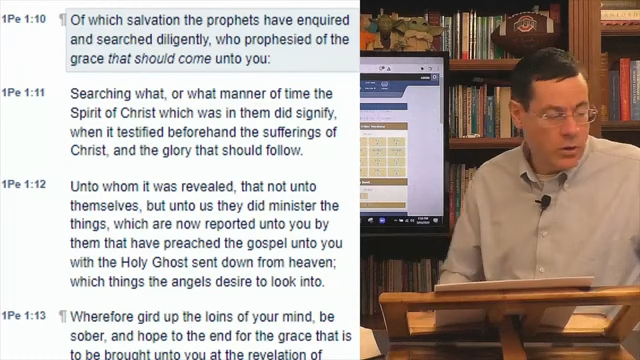 1Pe 1:10 ¶ Of which salvation the prophets have enquired
and searched diligently, who prophesied of the
grace that should come unto you:
1Pe 1:11 Searching what, or what manner of time the
Spirit of Christ which was in them did signify,
when it testified beforehand the sufferings of
Christ, and the glory that should follow.
1Pe 1:12 Unto whom it was revealed, that not unto
themselves, but unto us they did minister the
things, which are now reported unto you by
them that have preached the gospel unto you
with the Holy Ghost sent down from heaven;
which things the angels desire to look into.
1Pe 1:13 ¶ Wherefore gird up the loins of your mind, be
sober, and hope to the end for the grace that is
to be brought unto you at the revelation of